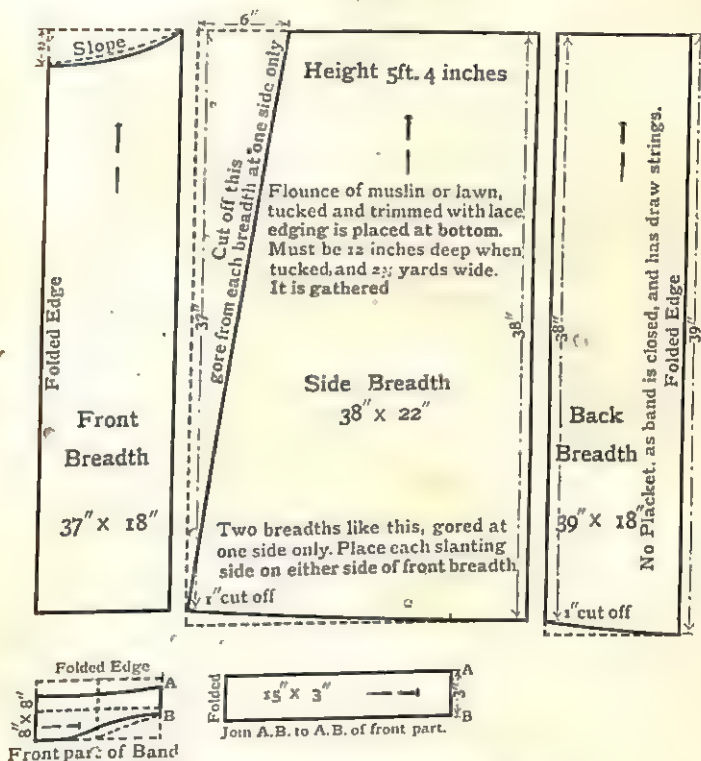 2"
Slope
Folded Edge
Front
Breadth
37" X 18"
6"
37"
Cut off this
gore from each breadth at one side only
Height 5ft. 4 inches
Flounce of muslin or lawn,
tucked and trimmed with lace
edging is placed at bottom.
Must be 12 inches deep when
tucked, and 2½ yards wide.
It is gathered
38"
Side Breadth
38" X 22"
Two breadths like this, gored at
one side only. Place each slanting
side on either side of front breadth
1" cut off
38"
Back
Breadth
39" X 18"
No Placket. as band is closed, and has draw strings.
Folded Edge
39"
1" cut off
Folded Edge
8" X 8"
A
B
Front part of Band
Folded
15" X 3"
A
3"
B
Join A.B. to A.B. of front part.